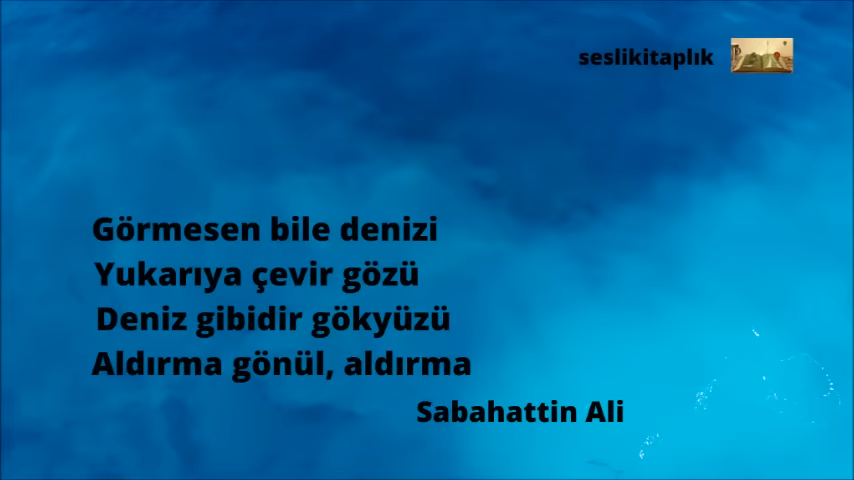 seslikitaplık
Görmesen bile denizi
Yukarıya çevir gözü
Deniz gibidir gökyüzü
Aldırma gönül, aldırma
Sabahattin Ali